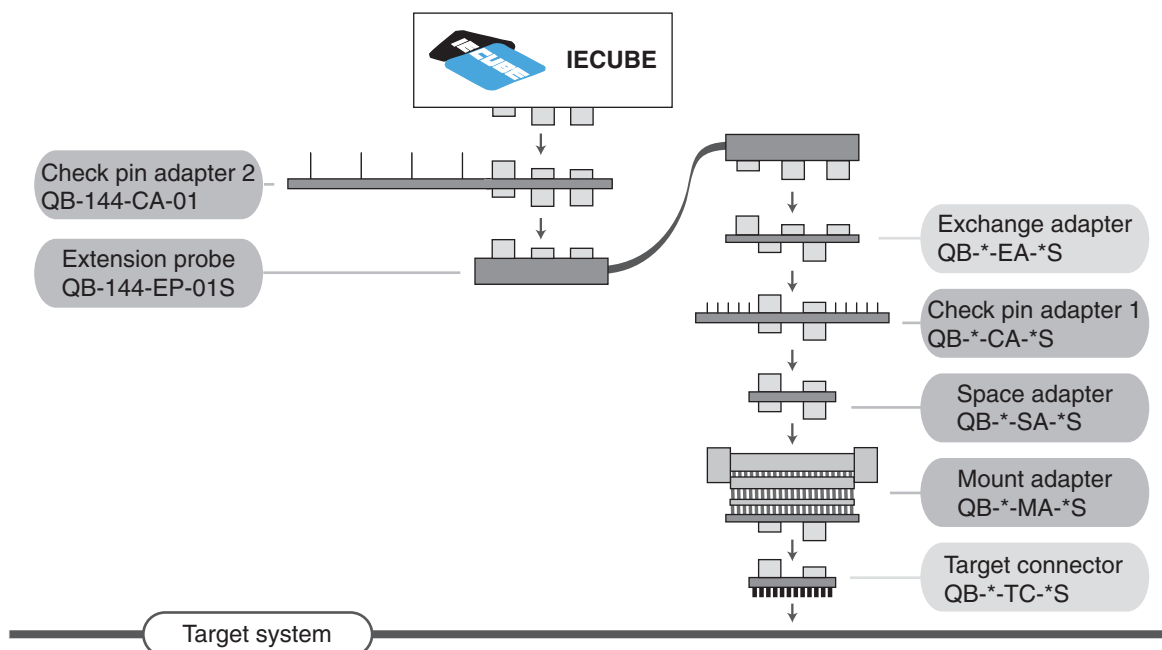 IECUBE
IECUBE
Check pin adapter 2
QB-144-CA-01
Extension probe
QB-144-EP-01S
Exchange adapter
QB-*-EA-*S
Check pin adapter 1
QB-*-CA-*S
Space adapter
QB-*-SA-*S
Mount adapter
QB-*-MA-*S
Target connector
QB-*-TC-*S
Target system